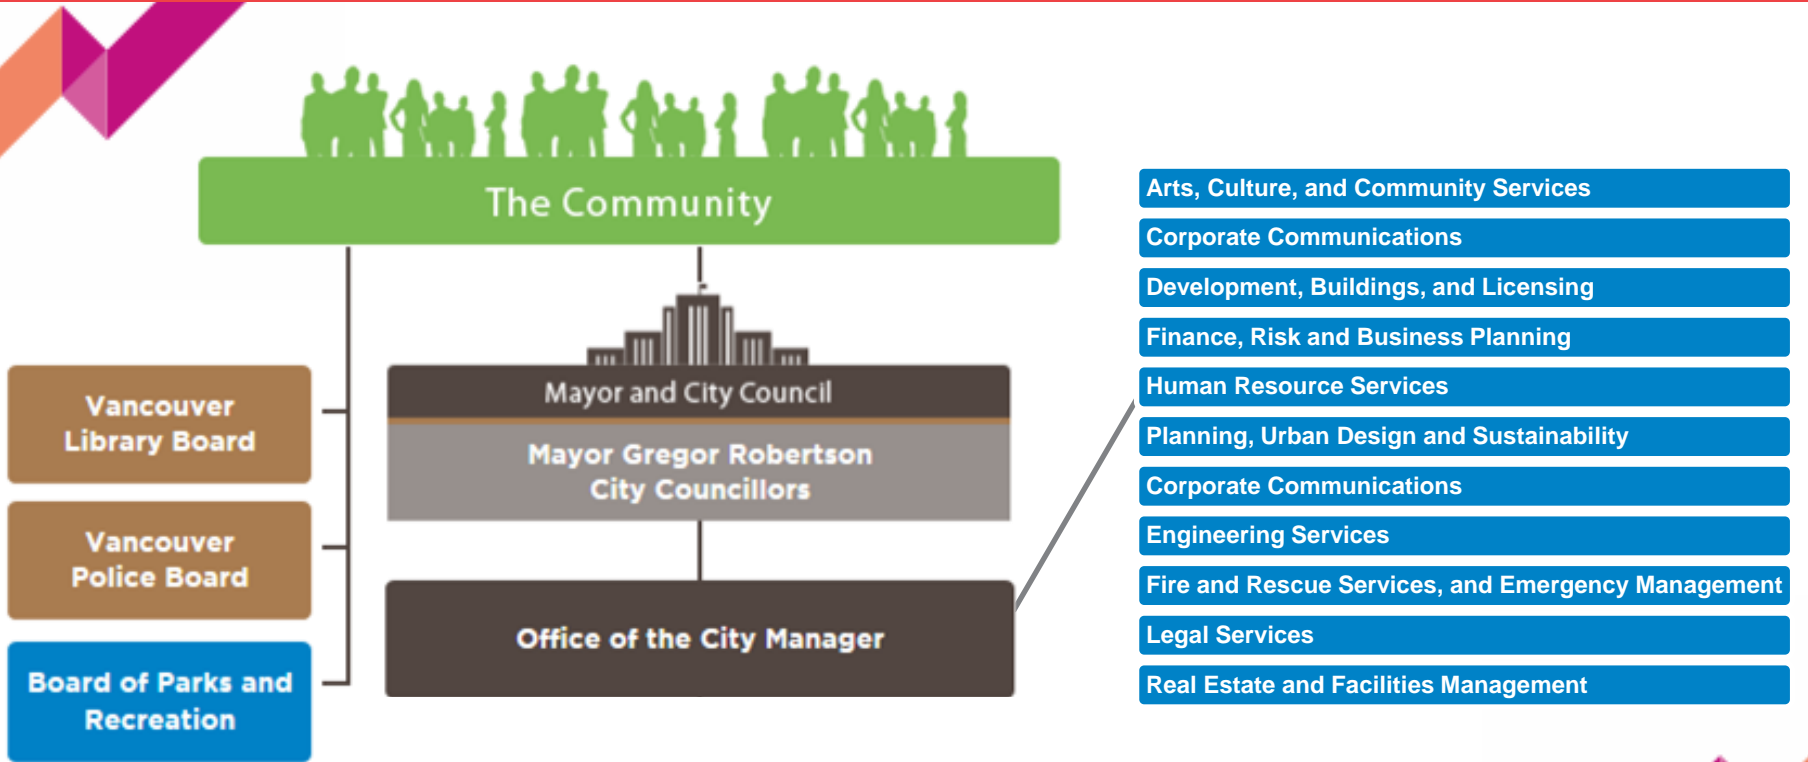 The Community
Vancouver
Library Board
Vancouver
Police Board
Board of Parks and
Recreation
Mayor and City Council
Mayor Gregor Robertson
City Councillors
Office of the City Manager
Arts, Culture, and Community Services
Corporate Communications
Development, Buildings, and Licensing
Finance, Risk and Business Planning
Human Resource Services
Planning, Urban Design and Sustainability
Corporate Communications
Engineering Services
Fire and Rescue Services, and Emergency Management
Legal Services
Real Estate and Facilities Management